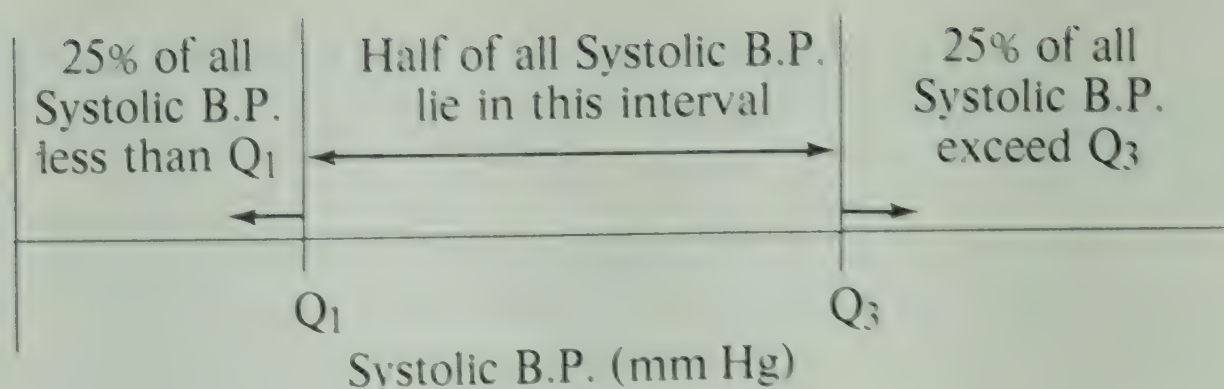 25% of all
Systolic B.P.
less than Q1
Half of all Systolic B.P.
lie in this interval
25% of all
Systolic B.P.
exceed Q3
Q1
Q3
Systolic B.P. (mm Hg)